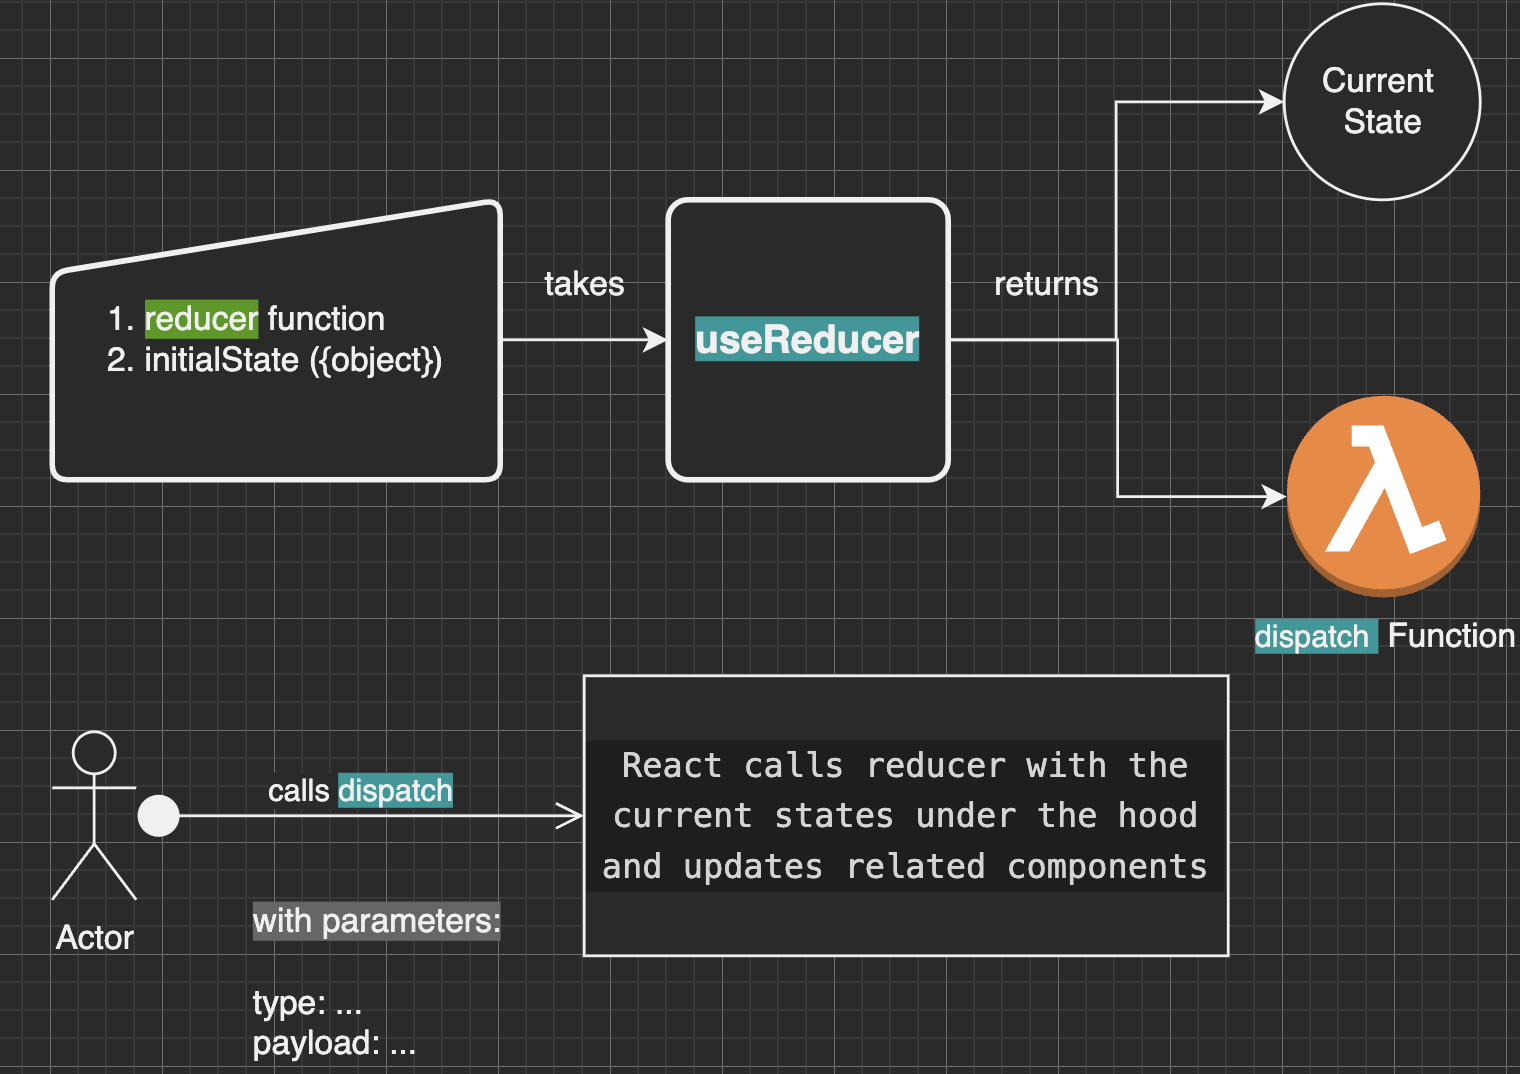 Current
State
takes
returns
1. reducer function
2. initialState ({object})
useReducer
λ
dispatch Function
React calls reducer with the
current states under the hood
and updates related components
calls dispatch
with parameters:
Actor
type: ...
payload: ...